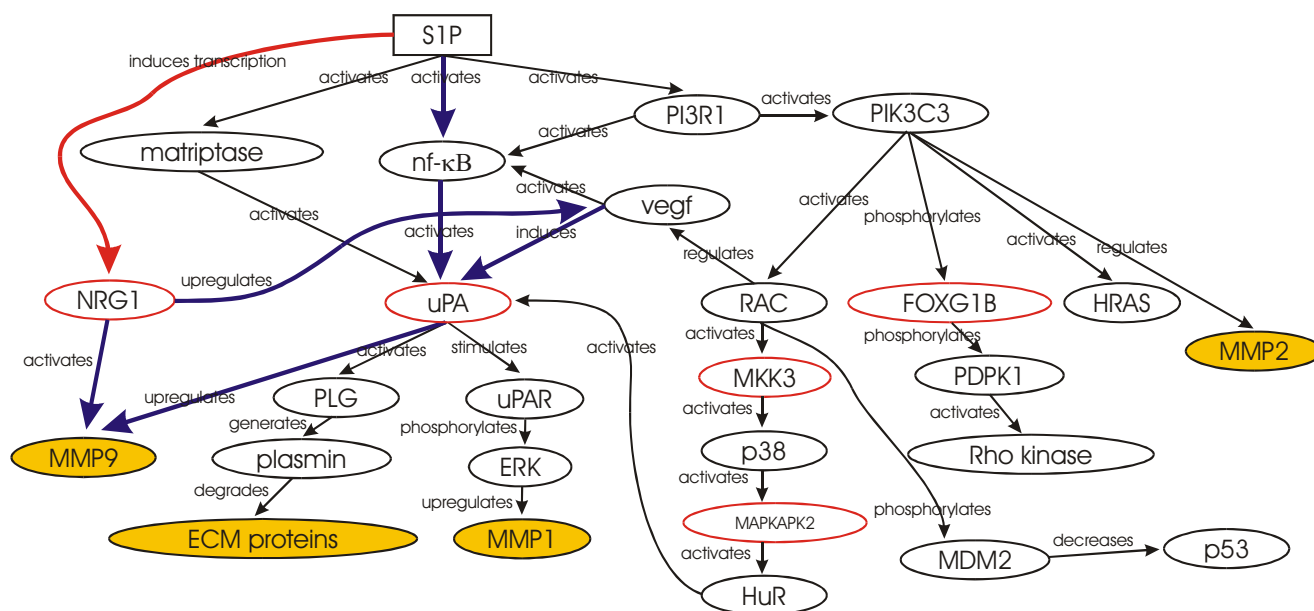 S1P
induces transcription
activates
activates
activates
PI3R1
activates
PIK3C3
matriptase
nf-κB
activates
activates
vegf
activates
phosphorylates
activates
activates
induces
activates
regulates
regulates
upregulates
NRG1
uPA
RAC
FOXG1B
HRAS
activates
activates
stimulates
activates
activates
phosphorylates
MMP2
upregulates
PLG
uPAR
MKK3
PDPK1
generates
phosphorylates
activates
activates
MMP9
plasmin
ERK
p38
Rho kinase
degrades
upregulates
activates
phosphorylates
ECM proteins
MMP1
MAPKAPK2
activates
MDM2
decreases
p53
HuR